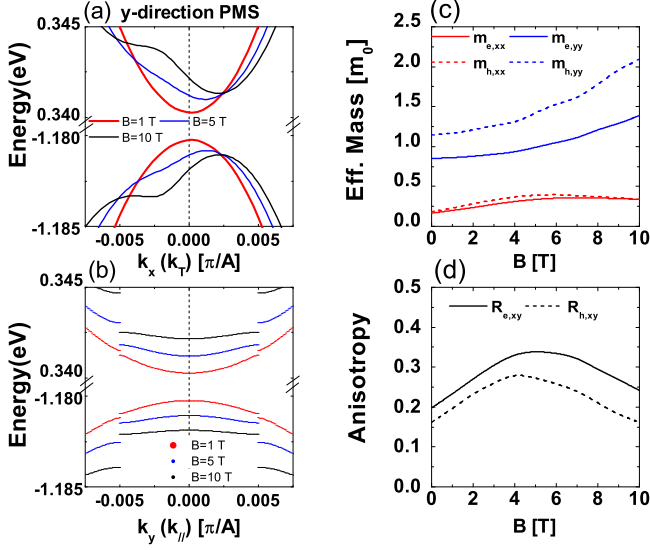 (a) y-direction PMS
0.345
0.340
-1.180
-1.185
Energy(eV)
B=1 T B=5 T
B=10 T
-0.005 0.000 0.005
k_x (k_T) [π/A]
(b)
0.345
0.340
-1.180
-1.185
Energy(eV)
B=1 T
B=5 T
B=10 T
-0.005 0.000 0.005
k_y (k_//) [π/A]
(c)
m_e,xx m_e,yy
m_h,xx m_h,yy
2.5
2.0
1.5
1.0
0.5
0.0
Eff. Mass [m_0]
0 2 4 6 8 10
B [T]
(d)
R_e,xy R_h,xy
0.5
0.4
0.3
0.2
0.1
0.0
Anisotropy
0 2 4 6 8 10
B [T]